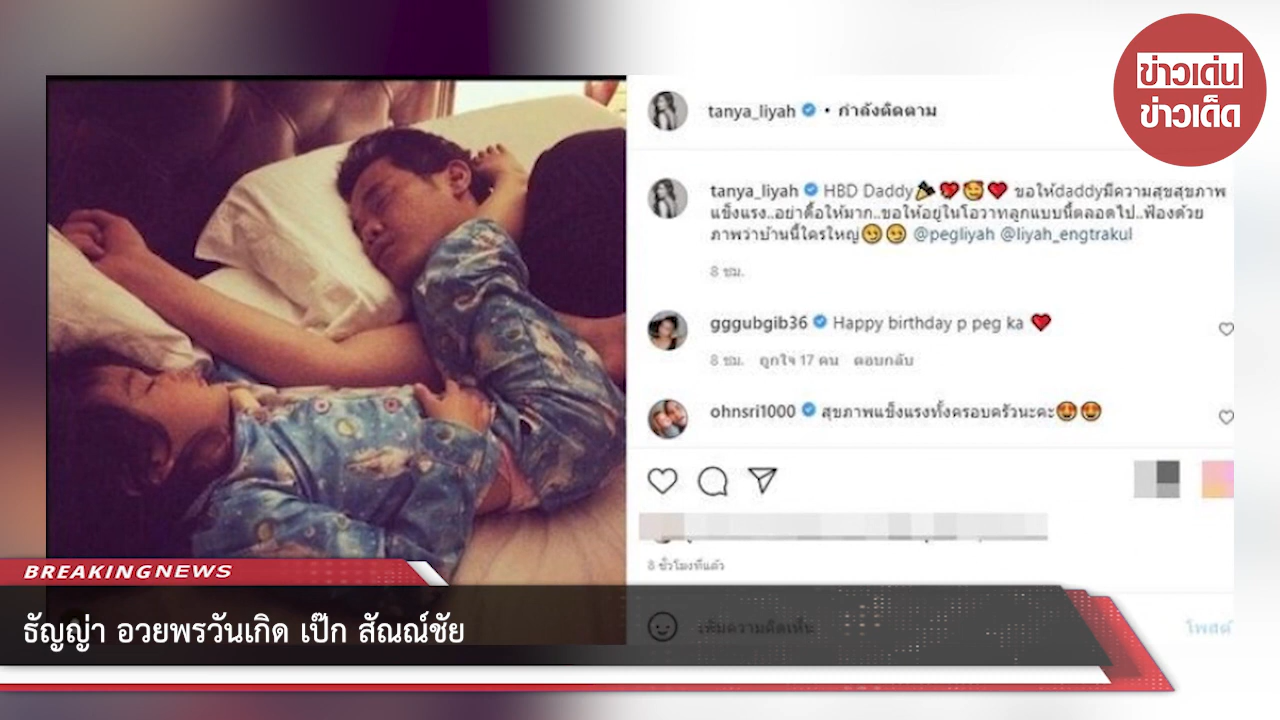 ข่าวเด่น
ข่าวเด็ด
tanya_liyah • กำลังติดตาม
tanya_liyah HBD Daddy🎉💖🥰❤️ ขอให้daddyมีความสุขสุขภาพ
แข็งแรง..อย่าดื้อให้มาก..ขอให้อยู่ในโอวาทลูกแบบนี้ตลอดไป..ฟ้องด้วย
ภาพว่าบ้านนี้ใครใหญ่😏😏 @pegliyah @liyah_engtrakul
8 ชม.
gggubgib36 Happy birthday p peg ka ❤️
8 ชม. ถูกใจ 17 คน ตอบกลับ
ohnsri1000 สุขภาพแข็งแรงทั้งครอบครัวนะคะ😍😍
8 ชั่วโมงที่แล้ว
เพิ่มความคิดเห็น
โพสต์
BREAKING NEWS
ธัญญ่า อวยพรวันเกิด เป๊ก สัณณ์ชัย